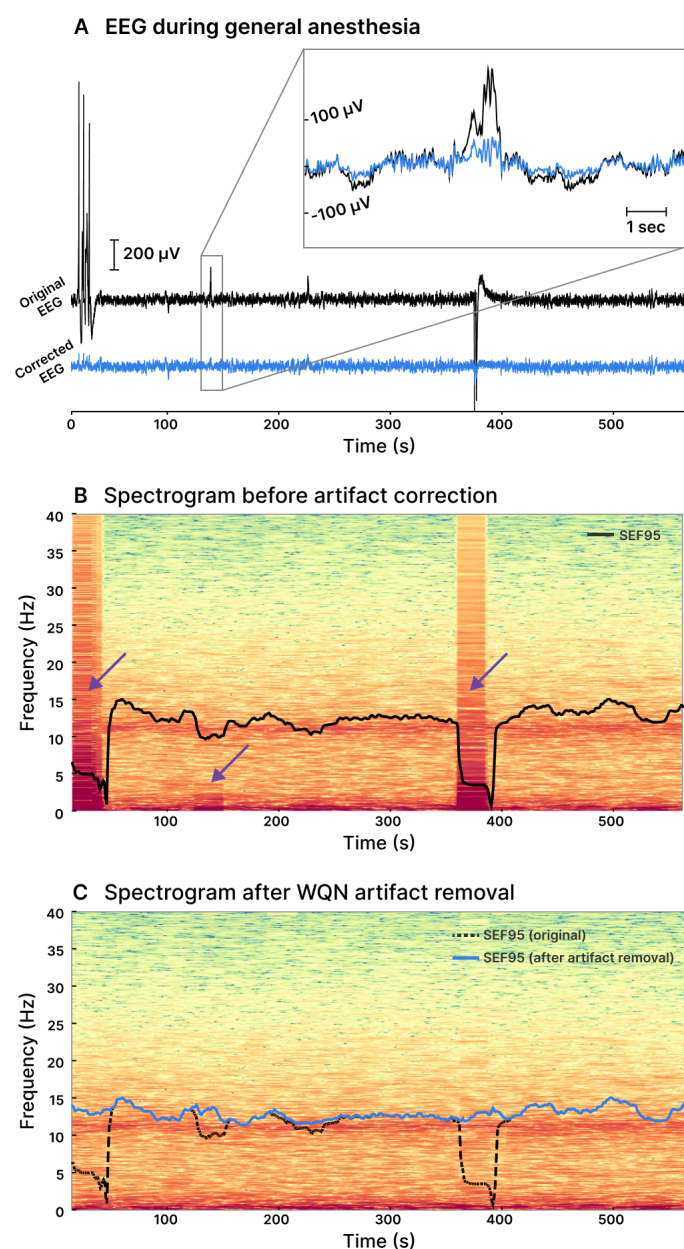 A EEG during general anesthesia
100 µV
-100 µV
1 sec
200 µV
Original
EEG
Corrected
EEG
0 100 200 300 400 500
Time (s)
B Spectrogram before artifact correction
40
35
30
25
20
15
10
5
0
Frequency (Hz)
SEF95
100 200 300 400 500
Time (s)
C Spectrogram after WQN artifact removal
40
35
30
25
20
15
10
5
0
Frequency (Hz)
SEF95 (original)
SEF95 (after artifact removal)
100 200 300 400 500
Time (s)